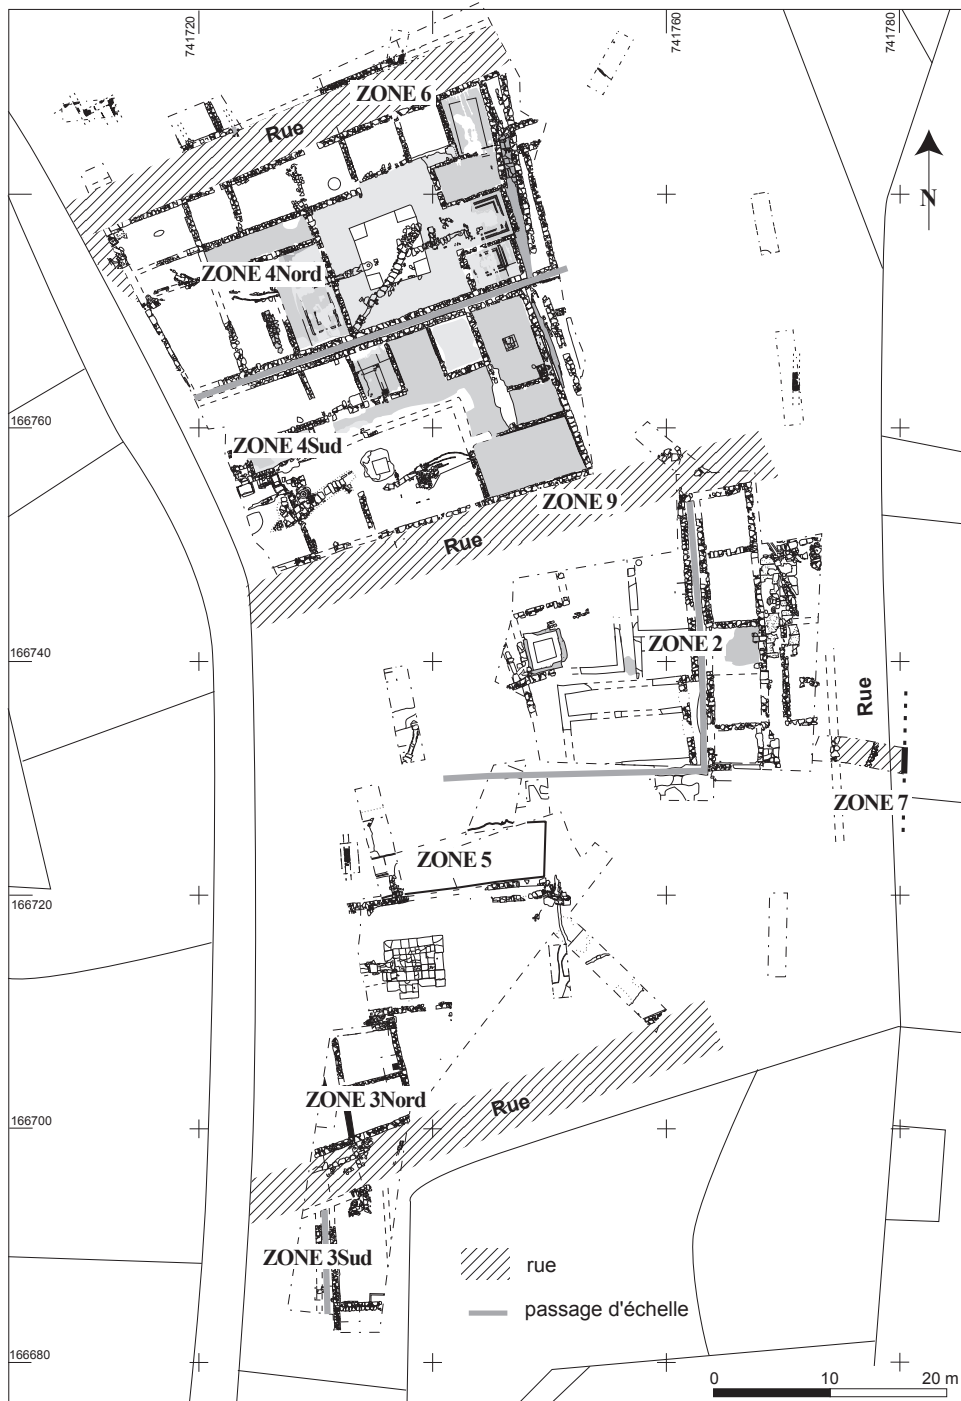 741720
741760
741780
ZONE 6
Rue
N
ZONE 4Nord
166760
ZONE 4Sud
ZONE 9
Rue
ZONE 2
166740
Rue
ZONE 7
ZONE 5
166720
ZONE 3Nord
Rue
166700
ZONE 3Sud
rue
passage d'échelle
166680
0 10 20 m